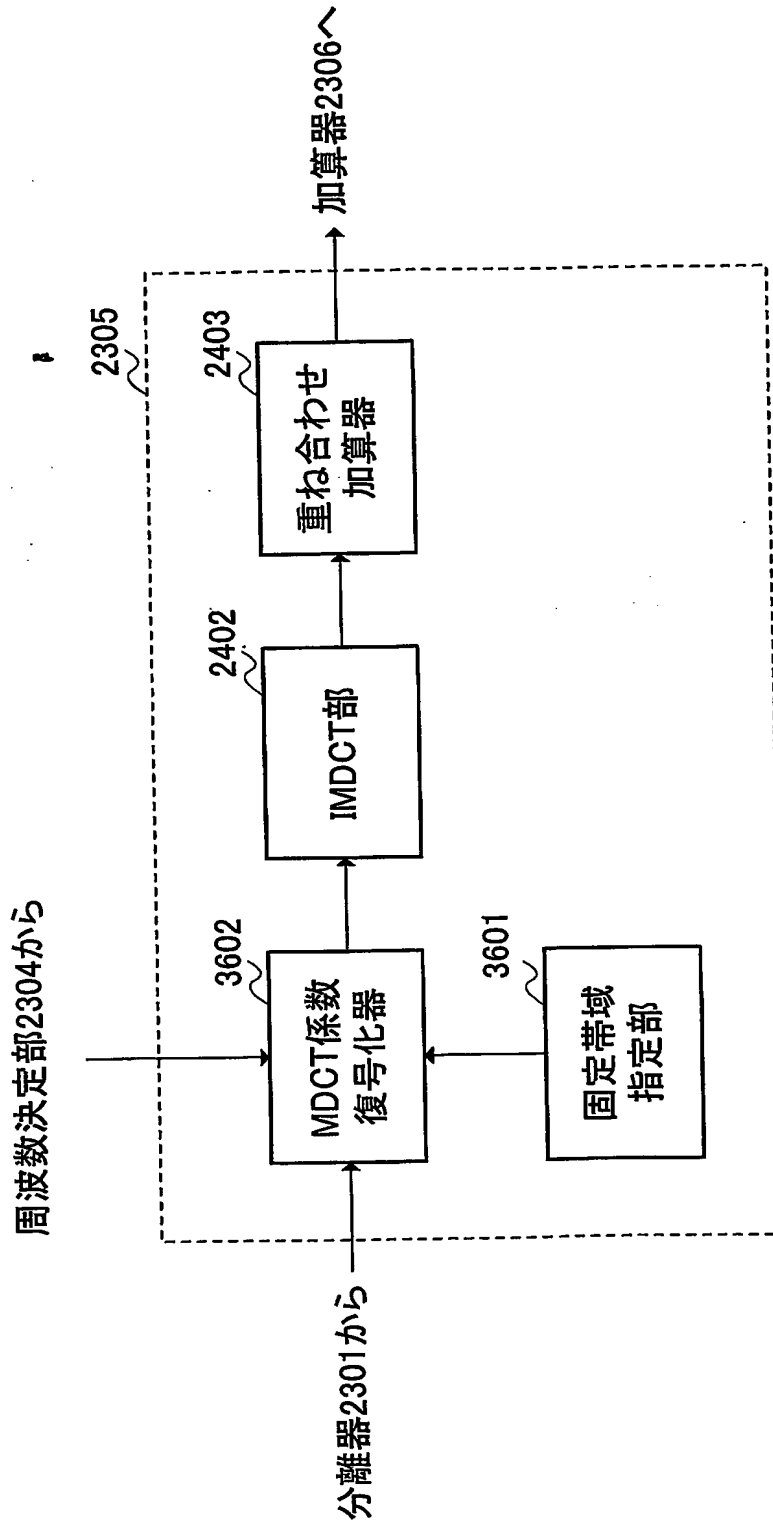 周波数決定部2304から
2305
3602
2402
2403
MDCT係数
復号化器
IMDCT部
重ね合わせ
加算器
加算器2306へ
分離器2301から
3601
固定帯域
指定部